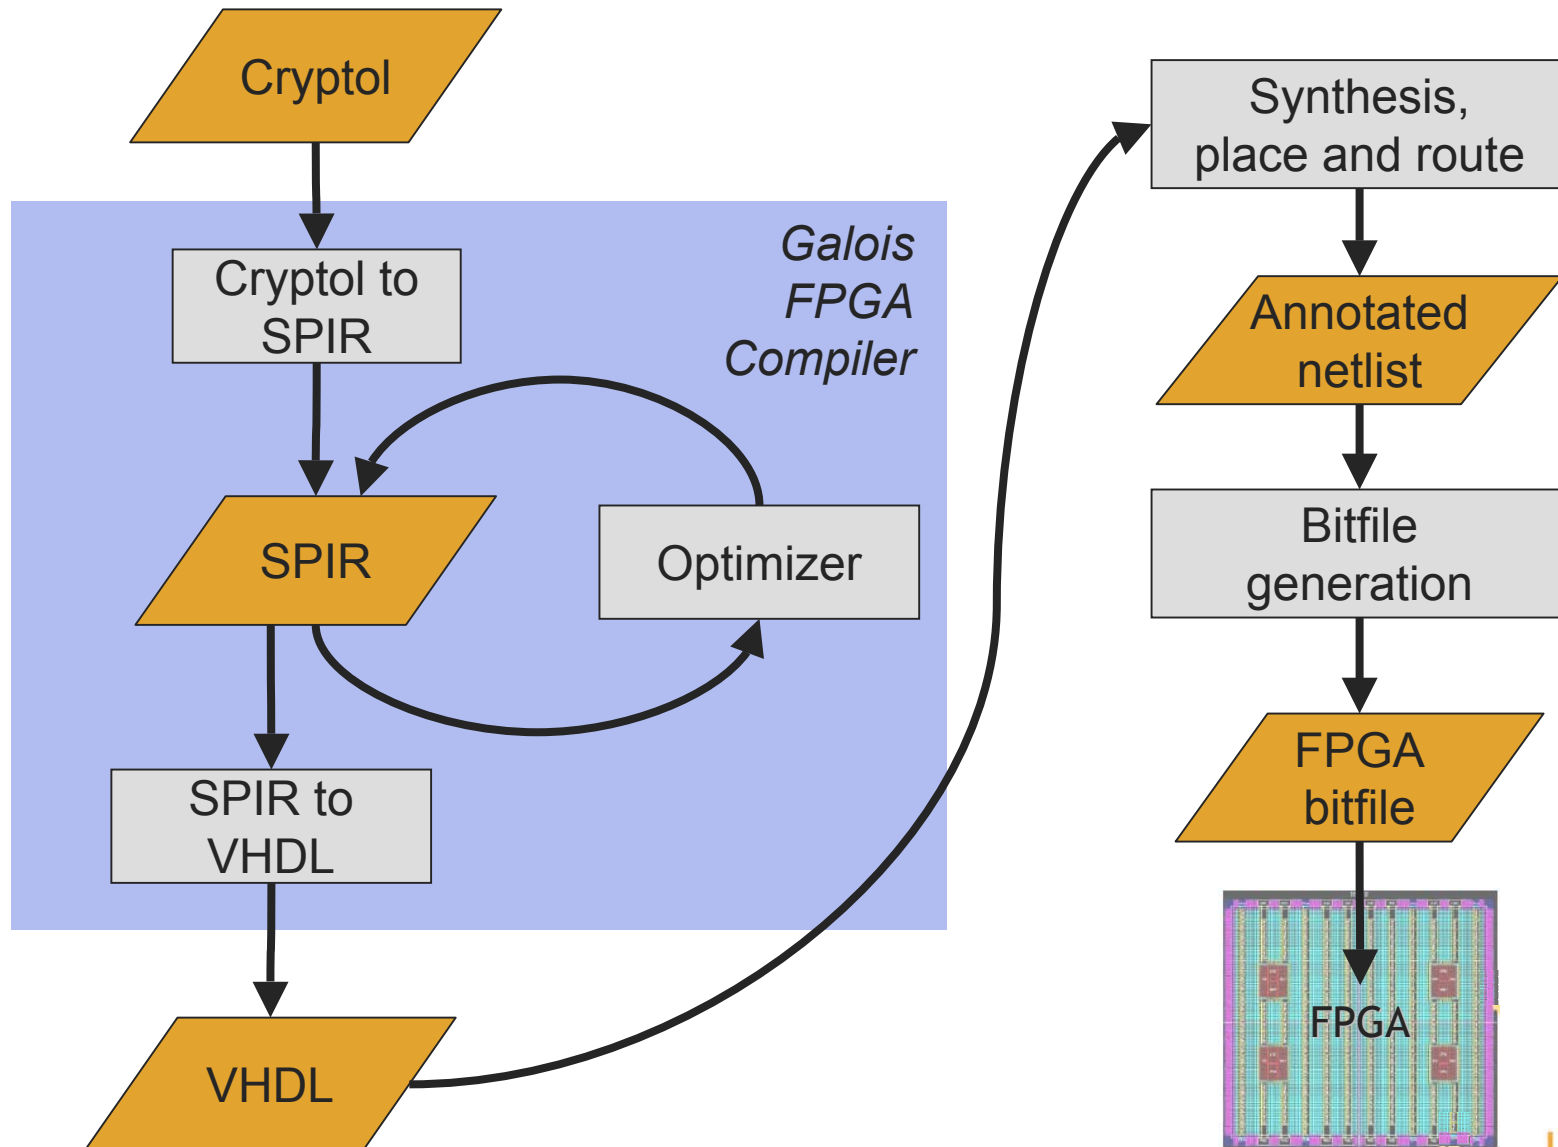 Cryptol
Cryptol to
SPIR
Galois
FPGA
Compiler
SPIR
Optimizer
SPIR to
VHDL
VHDL
Synthesis,
place and route
Annotated
netlist
Bitfile
generation
FPGA
bitfile
FPGA